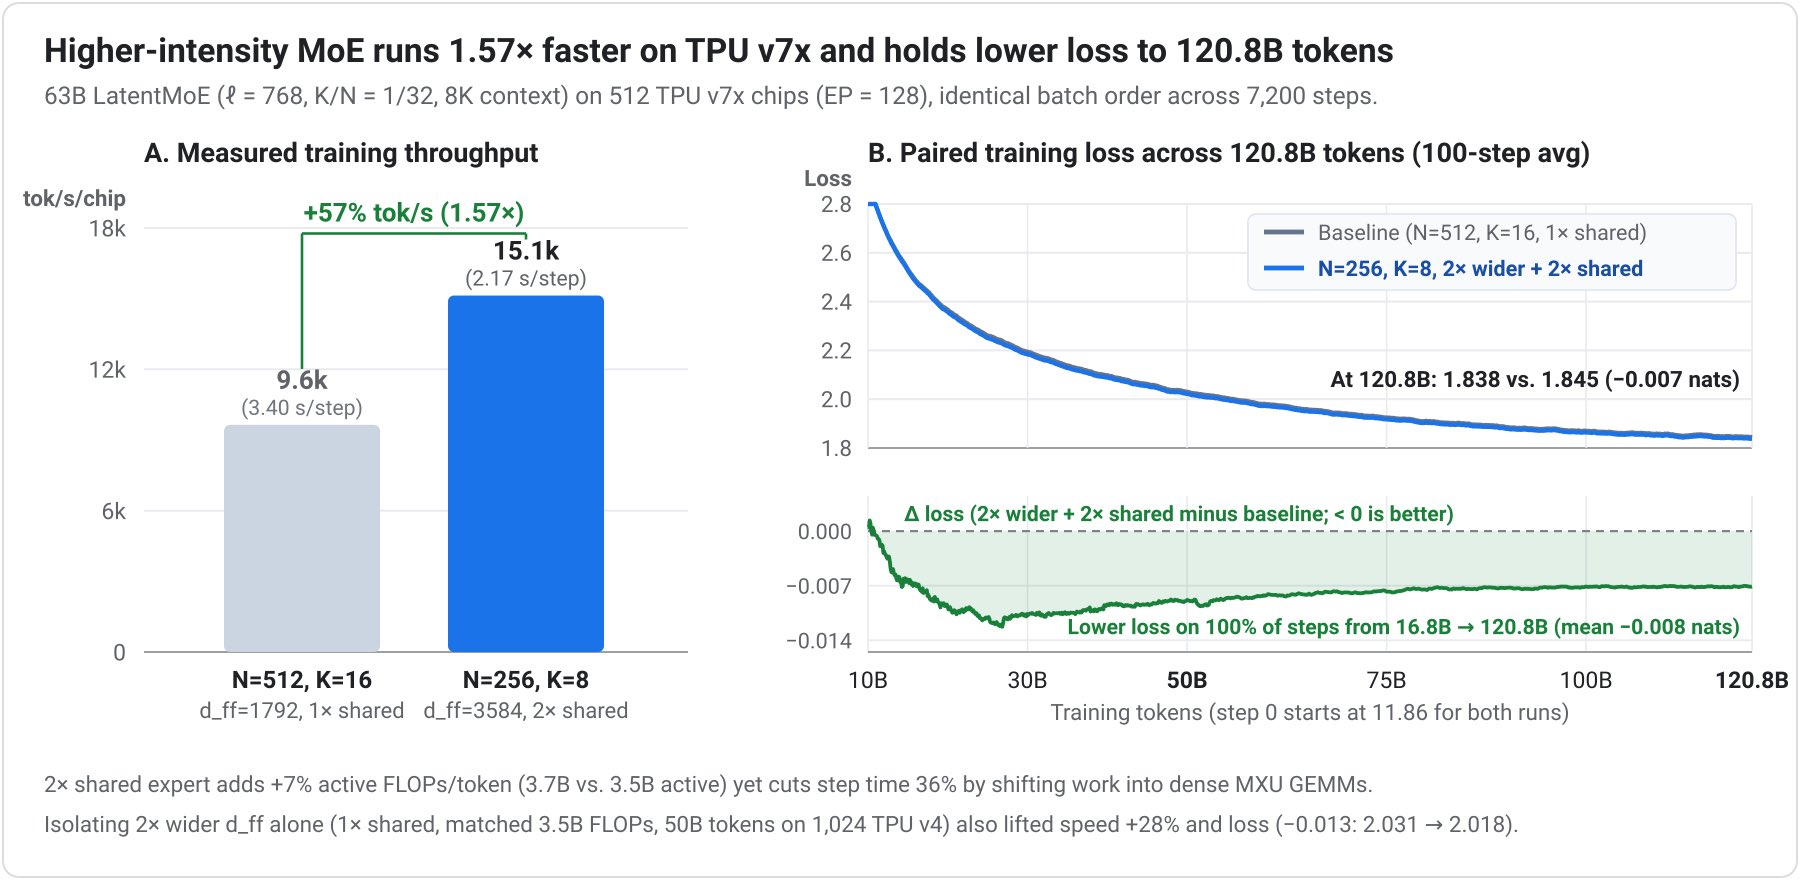 Higher-intensity MoE runs 1.57× faster on TPU v7x and holds lower loss to 120.8B tokens
63B LatentMoE (ℓ = 768, K/N = 1/32, 8K context) on 512 TPU v7x chips (EP = 128), identical batch order across 7,200 steps.
A. Measured training throughput
tok/s/chip
18k
12k
6k
0
+57% tok/s (1.57×)
15.1k
(2.17 s/step)
9.6k
(3.40 s/step)
N=512, K=16
d_ff=1792, 1× shared
N=256, K=8
d_ff=3584, 2× shared
B. Paired training loss across 120.8B tokens (100-step avg)
Loss
2.8
2.6
2.4
2.2
2.0
1.8
Baseline (N=512, K=16, 1× shared)
N=256, K=8, 2× wider + 2× shared
At 120.8B: 1.838 vs. 1.845 (−0.007 nats)
Δ loss (2× wider + 2× shared minus baseline; < 0 is better)
0.000
−0.007
−0.014
Lower loss on 100% of steps from 16.8B → 120.8B (mean −0.008 nats)
10B
30B
50B
75B
100B
120.8B
Training tokens (step 0 starts at 11.86 for both runs)
2× shared expert adds +7% active FLOPs/token (3.7B vs. 3.5B active) yet cuts step time 36% by shifting work into dense MXU GEMMs.
Isolating 2× wider d_ff alone (1× shared, matched 3.5B FLOPs, 50B tokens on 1,024 TPU v4) also lifted speed +28% and loss (−0.013: 2.031 → 2.018).